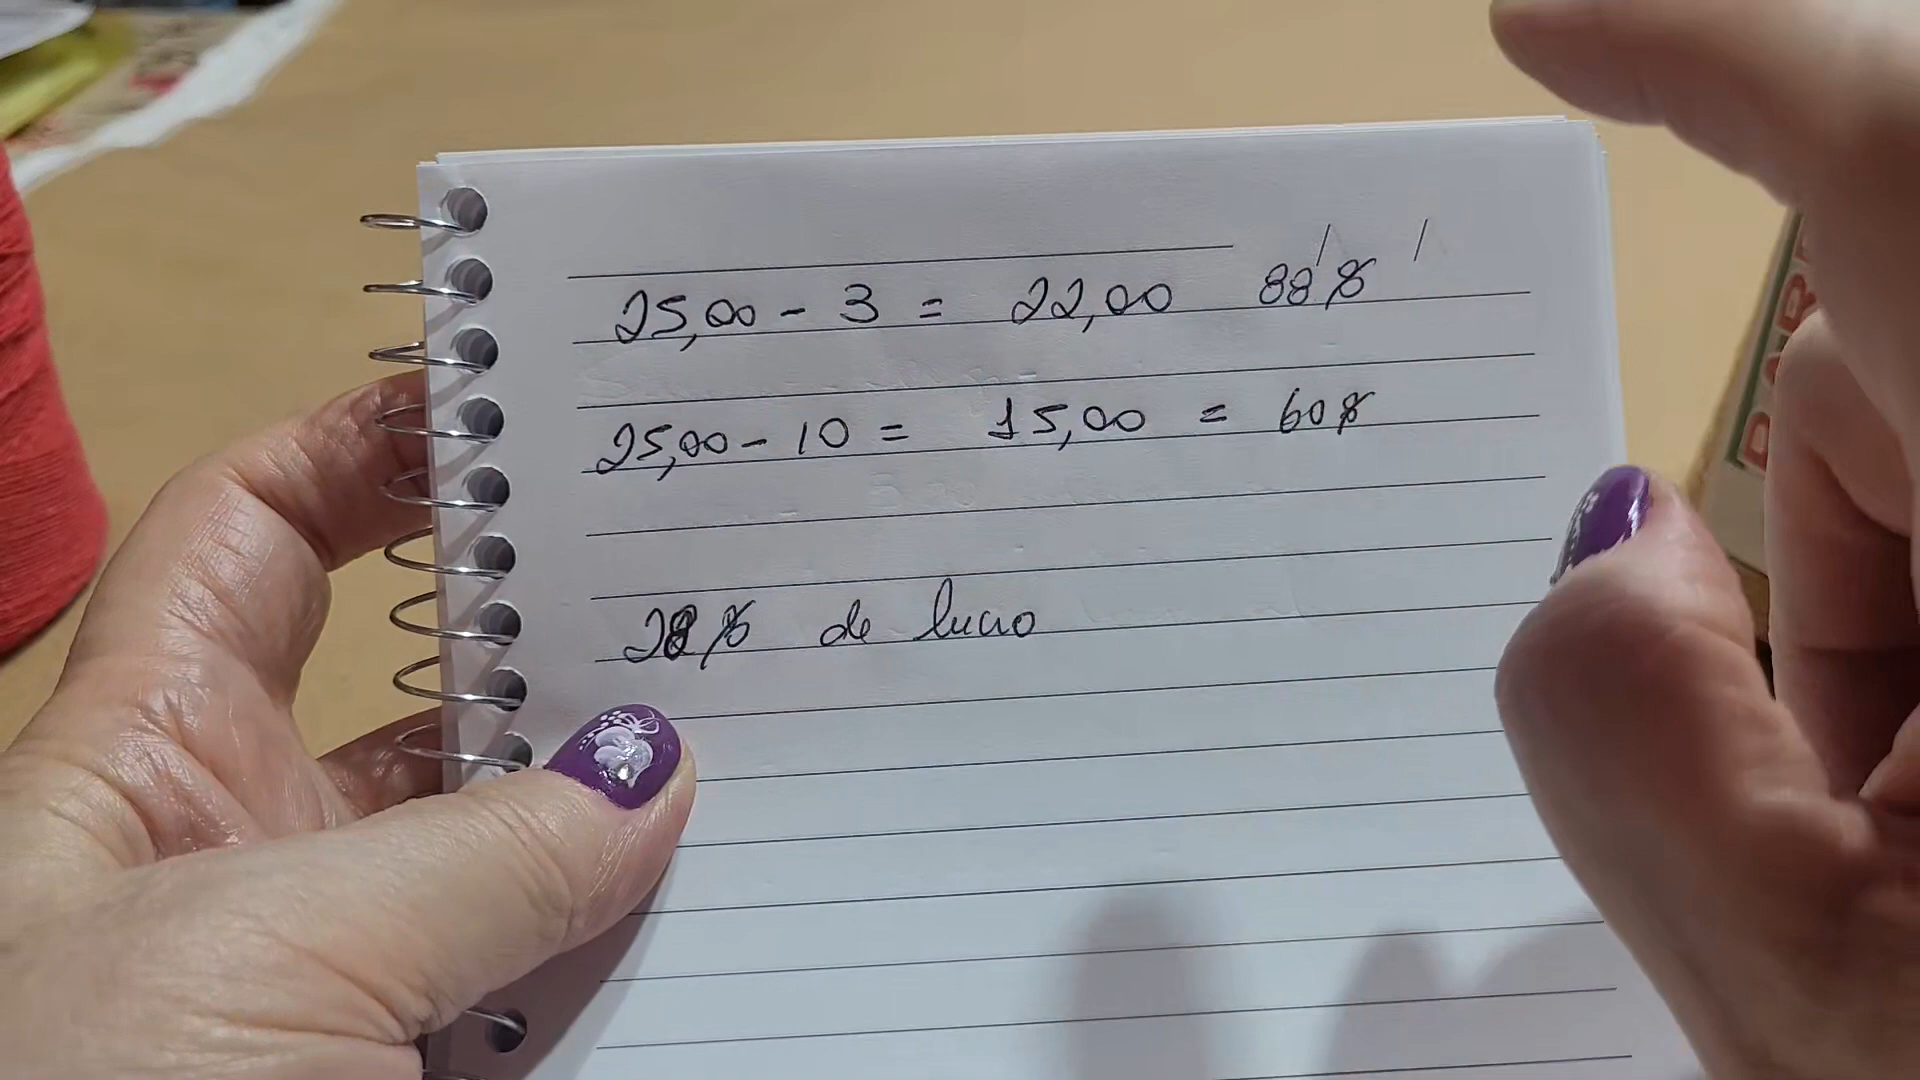 25,00 - 3 = 22,00 88%
25,00 - 10 = 15,00 = 60%
28% de lucro